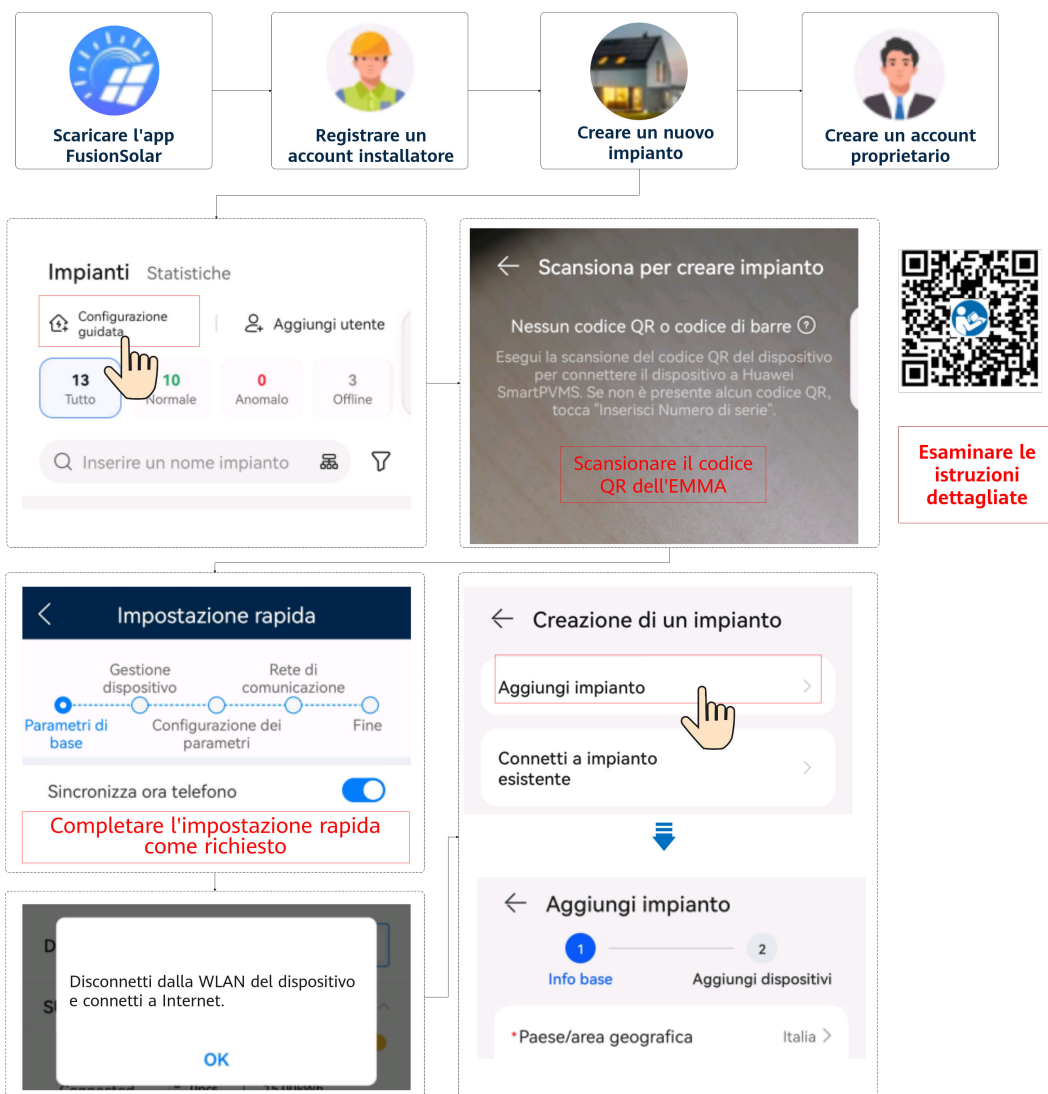 Scaricare l'app
FusionSolar
Registrare un
account installatore
Creare un nuovo
impianto
Creare un account
proprietario
Impianti Statistiche
Configurazione
guidata
Aggiungi utente
13
Tutto
10
Normale
0
Anomalo
3
Offline
Inserire un nome impianto
Scansiona per creare impianto
Nessun codice QR o codice di barre ?
Esegui la scansione del codice QR del dispositivo
per connettere il dispositivo a Huawei
SmartPVMS. Se non è presente alcun codice QR,
tocca "Inserisci Numero di serie".
Scansionare il codice
QR dell'EMMA
Esaminare le
istruzioni
dettagliate
Impostazione rapida
Gestione
dispositivo
Rete di
comunicazione
Parametri di
base
Configurazione dei
parametri
Fine
Sincronizza ora telefono
Completare l'impostazione rapida
come richiesto
Disconnetti dalla WLAN del dispositivo
e connetti a Internet.
OK
Creazione di un impianto
Aggiungi impianto
Connetti a impianto
esistente
Aggiungi impianto
1
Info base
2
Aggiungi dispositivi
*Paese/area geografica Italia